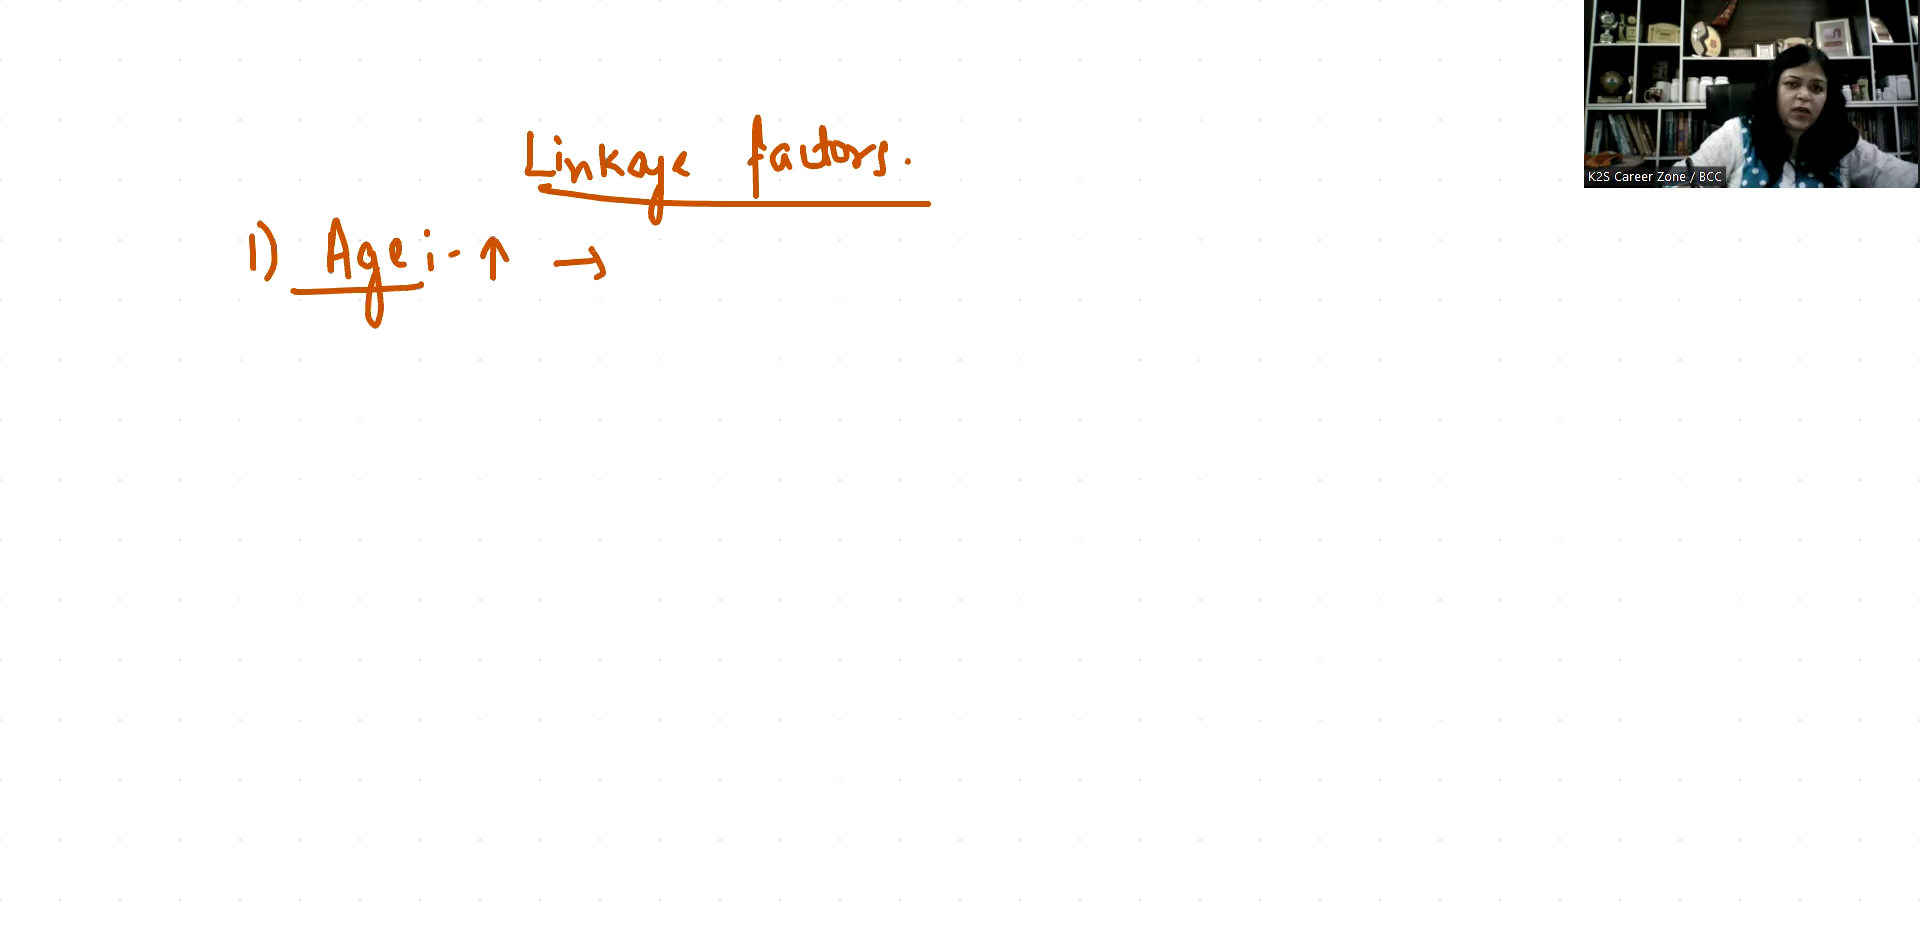 Linkage factors.
1) Age :- ↑ →
K2S Career Zone / BCC